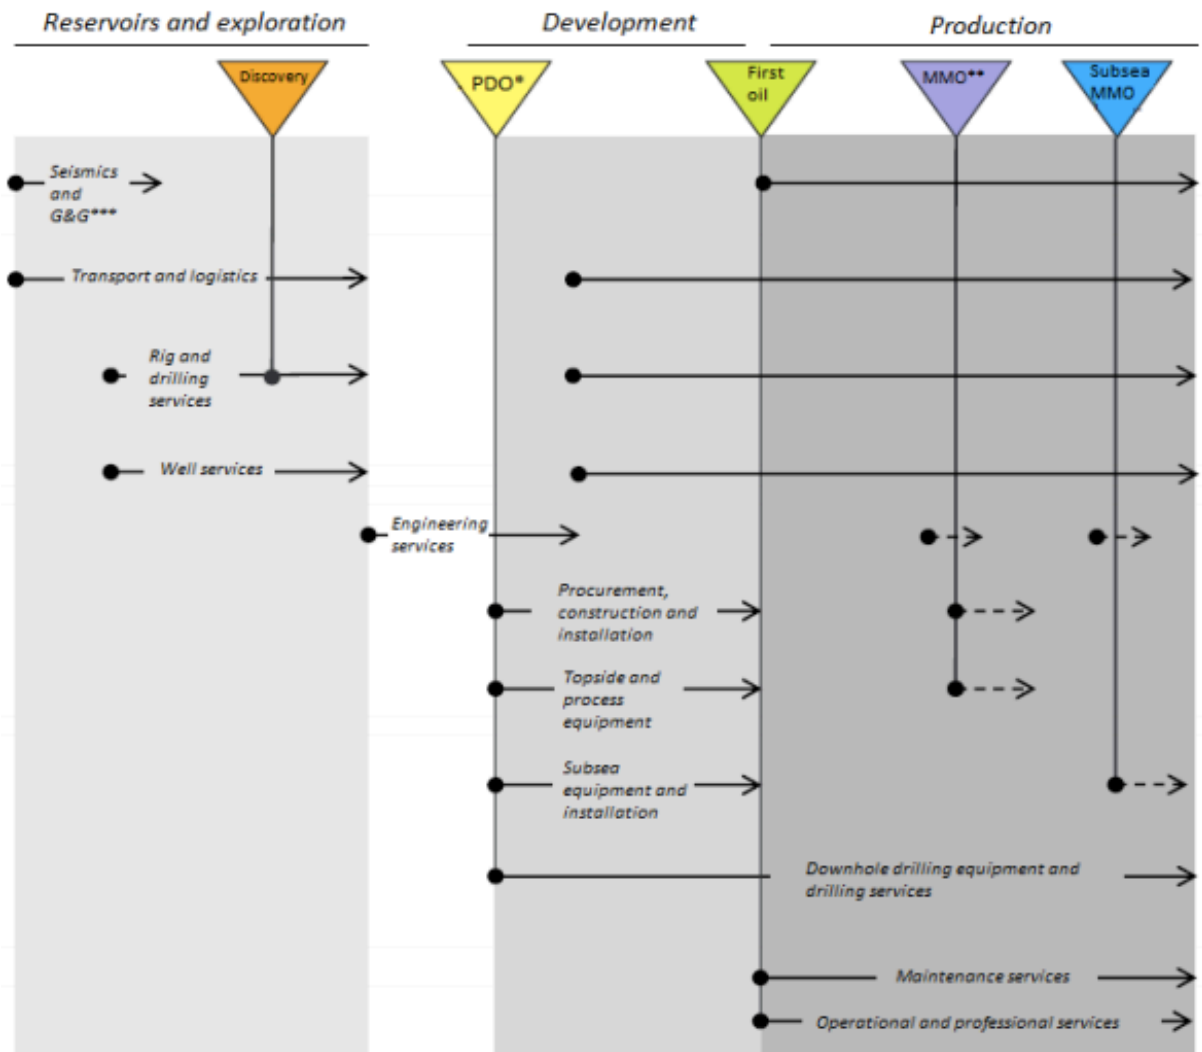 Reservoirs and exploration
Development
Production
Discovery
PDO*
First
oil
MMO**
Subsea
MMO
Seismics
and
G&G***
Transport and logistics
Rig and
drilling
services
Well services
Engineering
services
Procurement,
construction and
installation
Topside and
process
equipment
Subsea
equipment and
installation
Downhole drilling equipment and
drilling services
Maintenance services
Operational and professional services